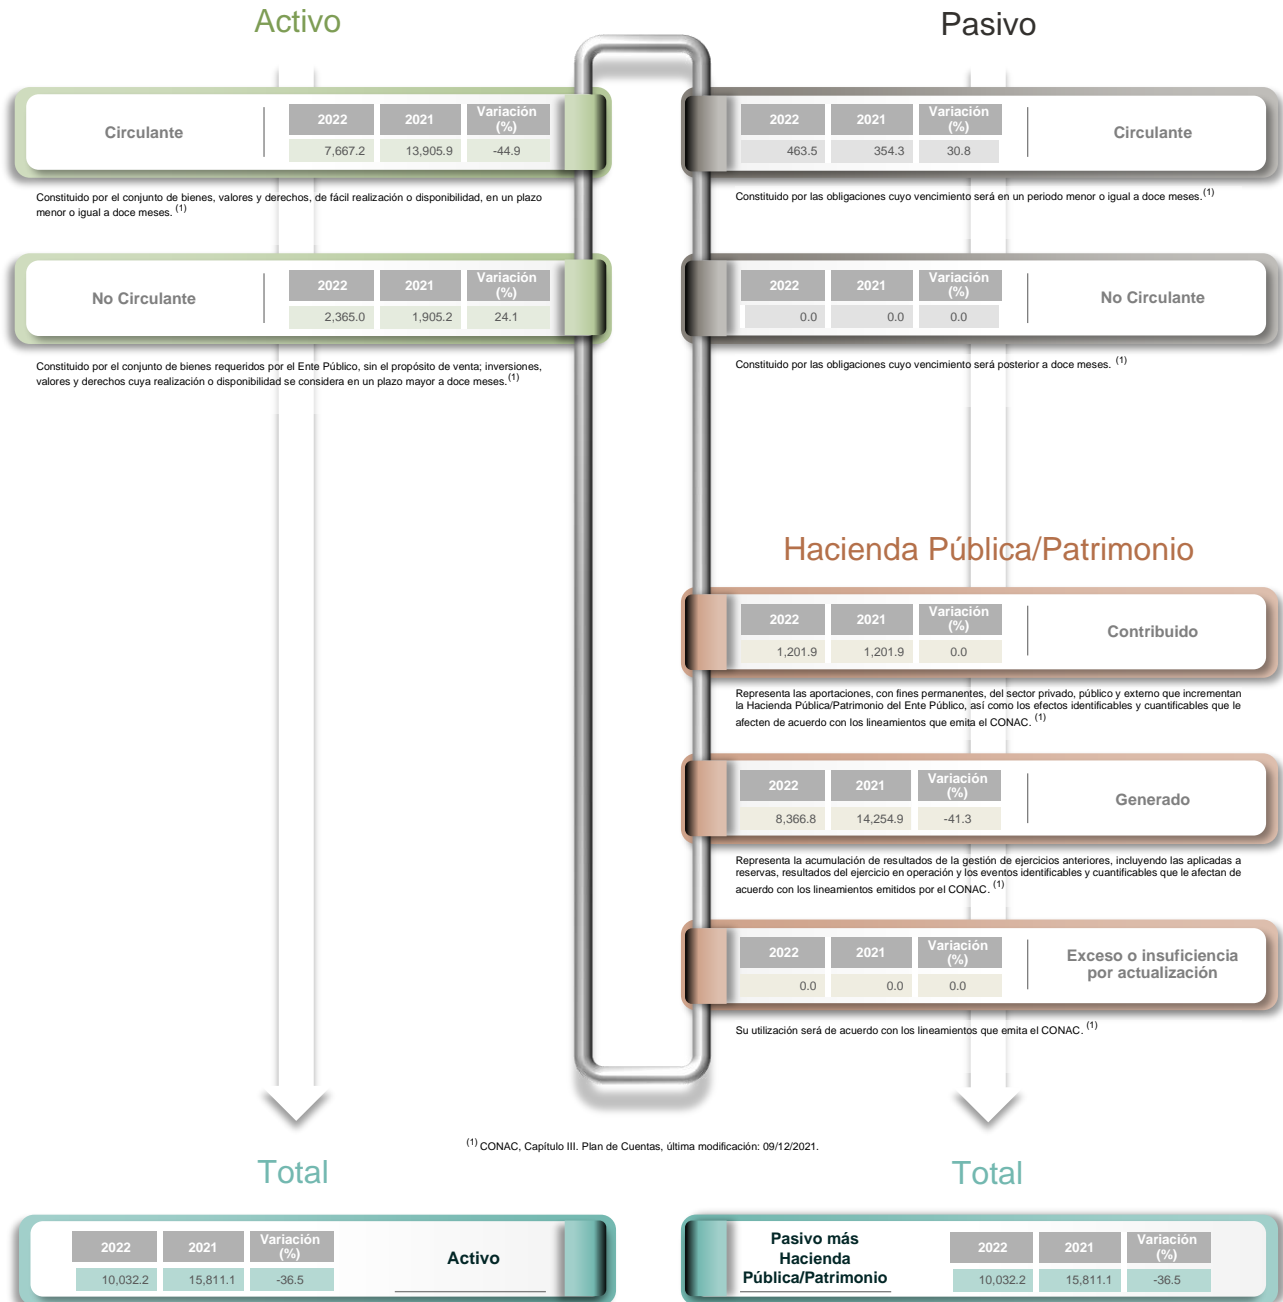 Activo
Circulante
2022 2021 Variación (%)
7,667.2 13,905.9 -44.9
Constituido por el conjunto de bienes, valores y derechos, de fácil realización o disponibilidad, en un plazo
menor o igual a doce meses. (1)
No Circulante
2022 2021 Variación (%)
2,365.0 1,905.2 24.1
Constituido por el conjunto de bienes requeridos por el Ente Público, sin el propósito de venta; inversiones,
valores y derechos cuya realización o disponibilidad se considera en un plazo mayor a doce meses.(1)
Pasivo
2022 2021 Variación (%)
463.5 354.3 30.8
Circulante
Constituido por las obligaciones cuyo vencimiento será en un periodo menor o igual a doce meses.(1)
2022 2021 Variación (%)
0.0 0.0 0.0
No Circulante
Constituido por las obligaciones cuyo vencimiento será posterior a doce meses. (1)
Hacienda Pública/Patrimonio
2022 2021 Variación (%)
1,201.9 1,201.9 0.0
Contribuido
Representa las aportaciones, con fines permanentes, del sector privado, público y externo que incrementan
la Hacienda Pública/Patrimonio del Ente Público, así como los efectos identificables y cuantificables que le
afecten de acuerdo con los lineamientos que emita el CONAC. (1)
2022 2021 Variación (%)
8,366.8 14,254.9 -41.3
Generado
Representa la acumulación de resultados de la gestión de ejercicios anteriores, incluyendo las aplicadas a
reservas, resultados del ejercicio en operación y los eventos identificables y cuantificables que le afectan de
acuerdo con los lineamientos emitidos por el CONAC. (1)
2022 2021 Variación (%)
0.0 0.0 0.0
Exceso o insuficiencia
por actualización
Su utilización será de acuerdo con los lineamientos que emita el CONAC. (1)
(1) CONAC, Capítulo III. Plan de Cuentas, última modificación: 09/12/2021.
Total
2022 2021 Variación (%)
10,032.2 15,811.1 -36.5
Activo
Total
Pasivo más
Hacienda
Pública/Patrimonio
2022 2021 Variación (%)
10,032.2 15,811.1 -36.5